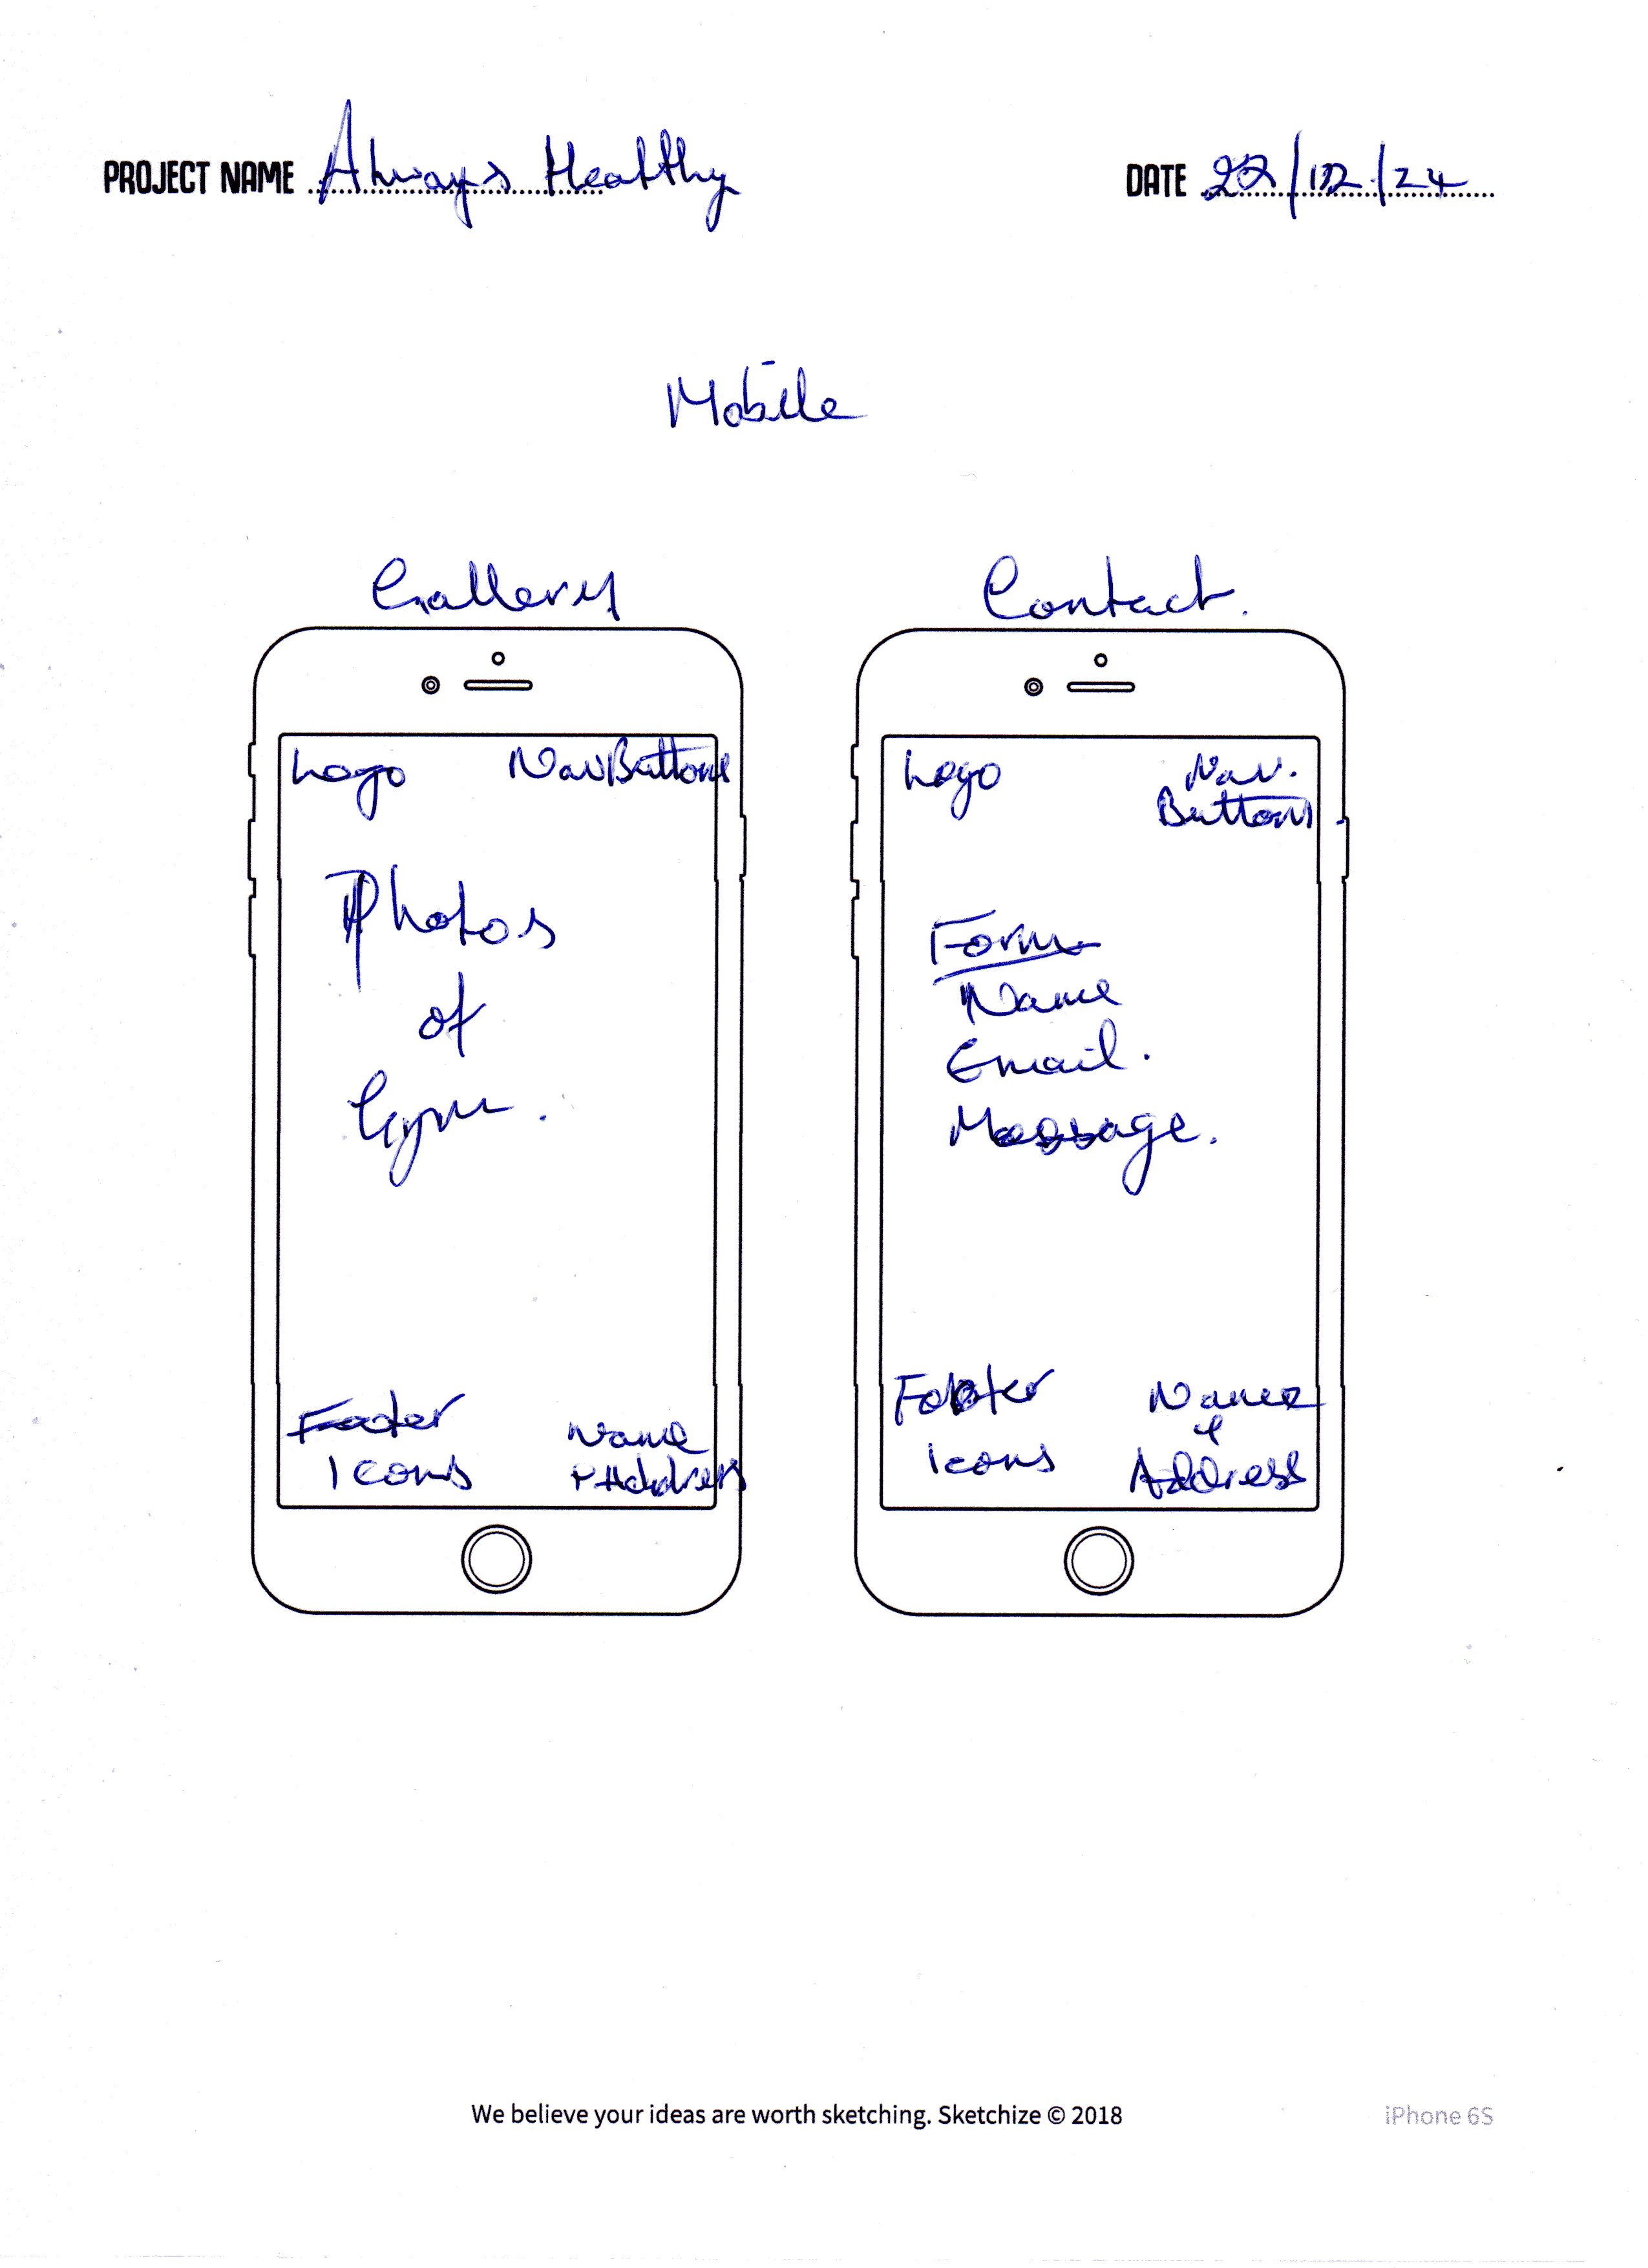 PROJECT NAME Always Healthy
DATE 22/12/24
Mobile
Gallery
Logo Nav Buttons
Photos
of
Gym.
Footer
Icons
Name
+ Address
Contact.
Logo
Nav.
Buttons
Form
Name
Email.
Message.
Footer
Icons
Name
&
Address
We believe your ideas are worth sketching. Sketchize © 2018
iPhone 6S